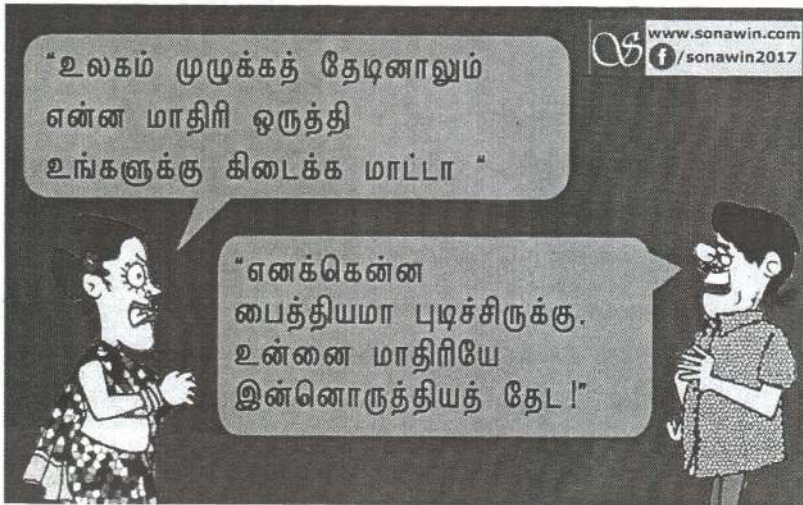 www.sonawin.com
/sonawin2017
"உலகம் முழுக்கத் தேடினாலும்
என்ன மாதிரி ஒருத்தி
உங்களுக்கு கிடைக்க மாட்டா "
"எனக்கென்ன
பைத்தியமா புடிச்சிருக்கு.
உன்னை மாதிரியே
இன்னொருத்தியத் தேட !"